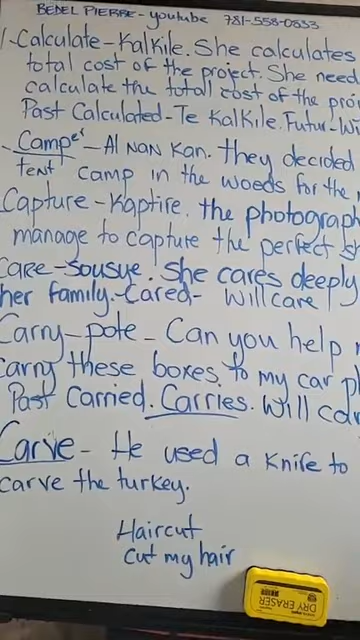 BEDEL PIERRE - youtube 781-558-0833
1-Calculate-KalKile. She calculates
total cost of the project. She need
calculate the total cost of the
Past Calculated-Te KalKile. Futur-
Camp - Al NAN KAN. they decided
tent camp in the woods for the
Capture - Kaptire. the photograph
manage to capture the perfect
Care-Sousye. She cares deeply
her family.-Cared- will care
Carry-pote - Can you help
carry these boxes, to my car
Past Carried. Carries. Will
Carve - He used a knife to
carve the turkey.
Haircut
Cut my hair
DRY ERASER